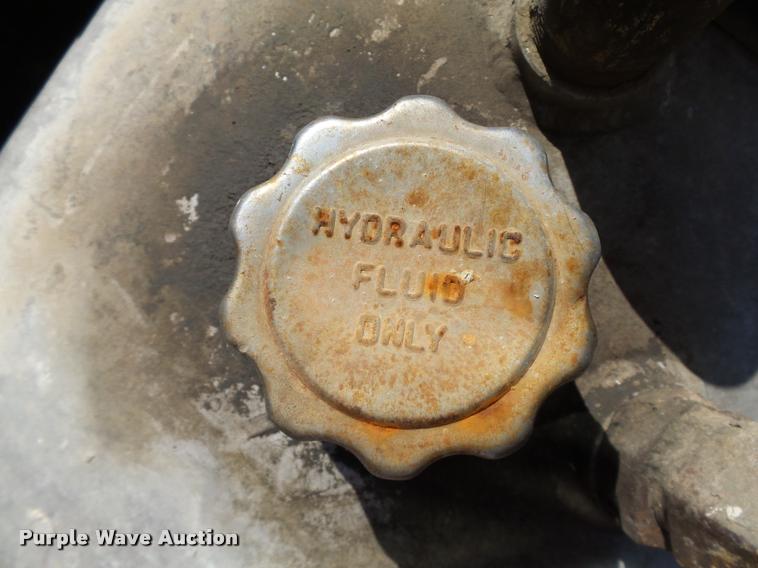 HYDRAULIC
FLUID
ONLY
Purple Wave Auction